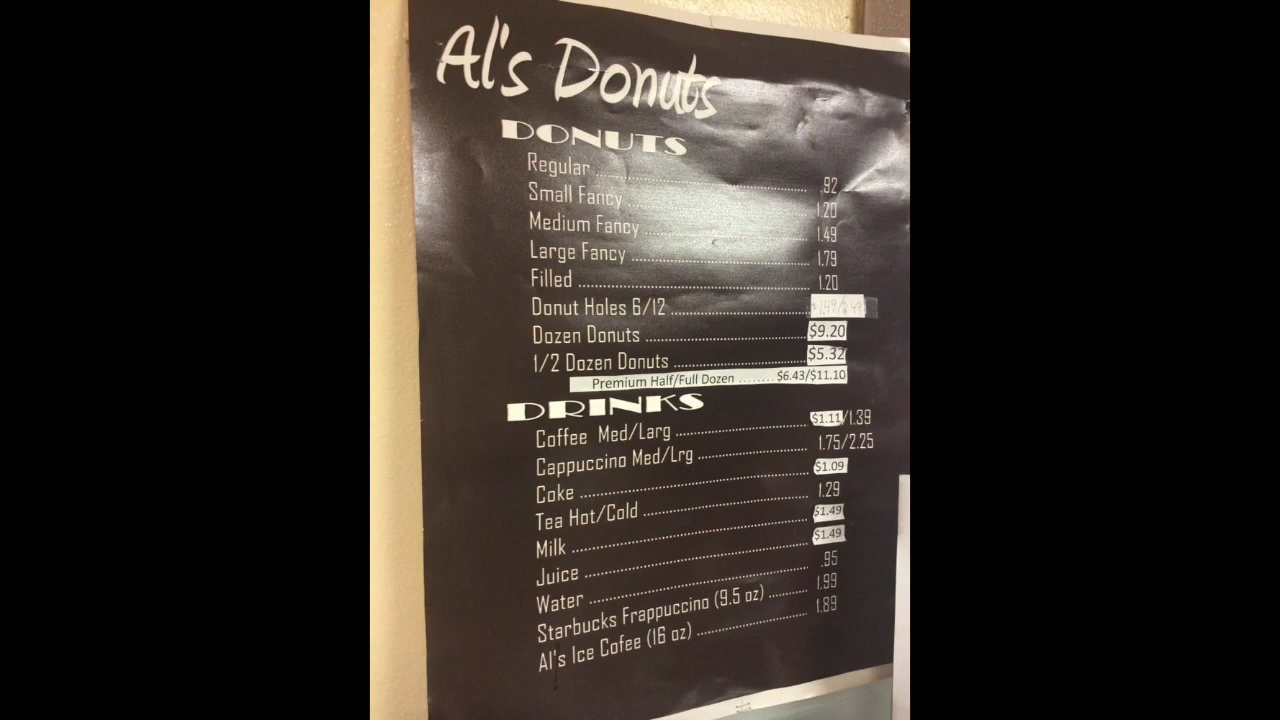 Al's Donuts
DONUTS
Regular .92
Small Fancy 1.20
Medium Fancy 1.49
Large Fancy 1.79
Filled 1.20
Donut Holes 6/12
Dozen Donuts $9.20
1/2 Dozen Donuts $5.32
Premium Half/Full Dozen $6.43/$11.10
DRINKS
Coffee Med/Larg $1.11/1.39
Cappuccino Med/Lrg 1.75/2.25
Coke $1.09
Tea Hot/Cold 1.29
Milk $1.49
Juice $1.49
Water .95
Starbucks Frappuccino (9.5 oz) 1.99
Al's Ice Cofee (16 oz) 1.89